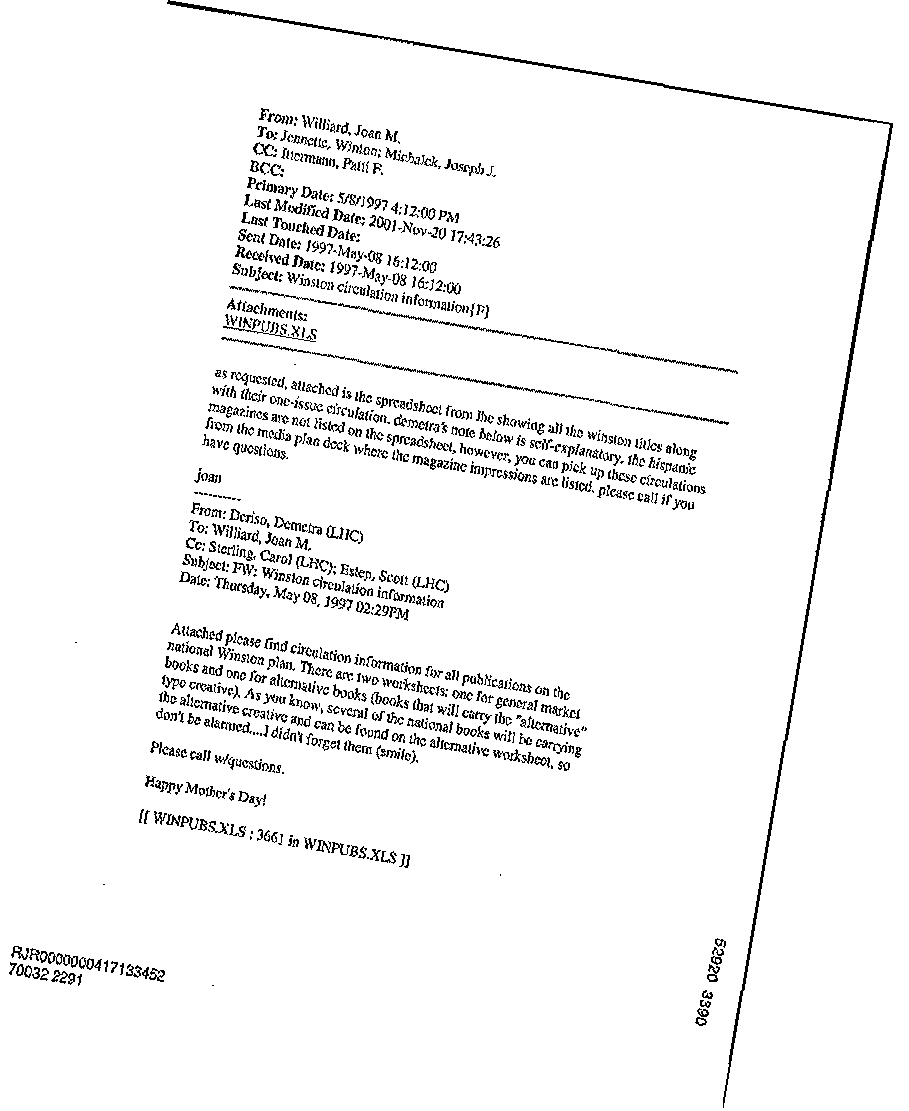 From: Williard, Joan M.
To: Jennette, Winton; Michalek, Joseph J.
CC: Ittermann, Patti F.
BCC:
Primary Date: 5/8/1997 4:12:00 PM
Last Modified Date: 2001-Nov-20 17:43:26
Last Touched Date:
Sent Date: 1997-May-08 16:12:00
Received Date: 1997-May-08 16:12:00
Subject: Winston circulation information{F}
Attachments:
WINPUBS.XLS
as requested, attached is the spreadsheet from lhc showing all the winston titles along
with their one-issue circulation. demetra's note below is self-explanatory. the hispanic
magazines are not listed on the spreadsheet, however, you can pick up these circulations
from the media plan deck where the magazine impressions are listed. please call if you
have questions.
joan
----------
From: Deriso, Demetra (LHC)
To: Williard, Joan M.
Cc: Sterling, Carol (LHC); Estep, Scott (LHC)
Subject: FW: Winston circulation information
Date: Thursday, May 08, 1997 02:29PM
Attached please find circulation information for all publications on the
national Winston plan. There are two worksheets: one for general market
books and one for alternative books (books that will carry the "alternative"
type creative). As you know, several of the national books will be carrying
the alternative creative and can be found on the alternative worksheet, so
don't be alarmed....I didn't forget them (smile).
Please call w/questions.
Happy Mother's Day!
[[ WINPUBS.XLS : 3661 in WINPUBS.XLS ]]
RJR0000000417133452
70032 2291
52920 3390